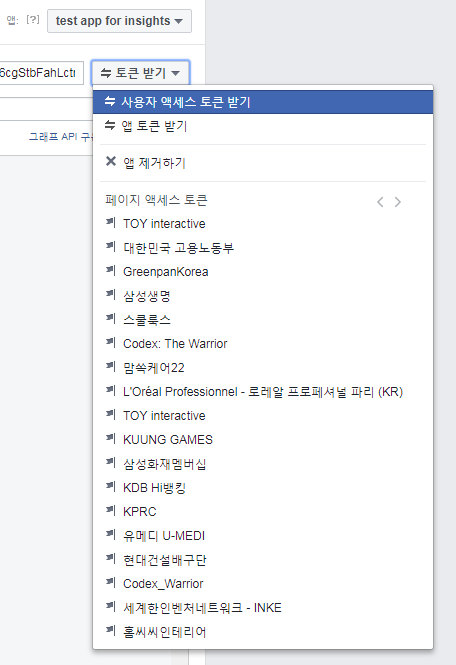 앱: [?] test app for insights
6cgStbFahLctr 토큰 받기
사용자 액세스 토큰 받기
그래프 API 구
앱 토큰 받기
앱 제거하기
페이지 액세스 토큰
TOY interactive
대한민국 고용노동부
GreenpanKorea
삼성생명
스쿨룩스
Codex: The Warrior
맘쏙케어22
L'Oréal Professionnel - 로레알 프로페셔널 파리 (KR)
TOY interactive
KUUNG GAMES
삼성화재멤버십
KDB Hi뱅킹
KPRC
유메디 U-MEDI
현대건설배구단
Codex_Warrior
세계한인벤처네트워크 - INKE
홈씨씨인테리어